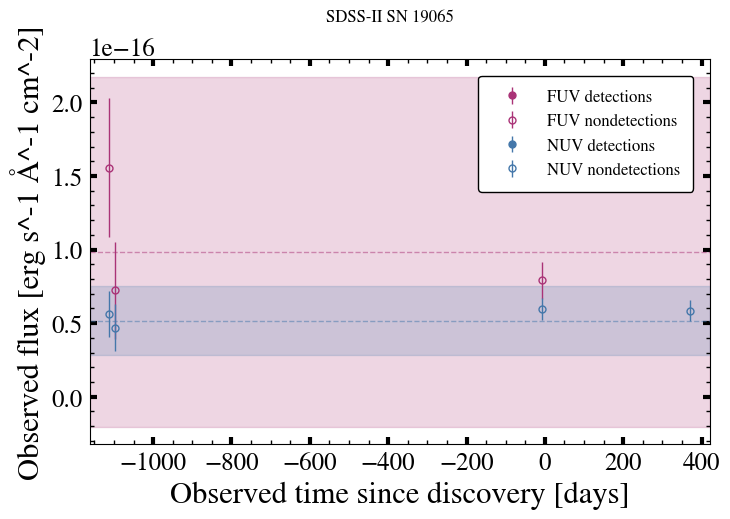 SDSS-II SN 19065
1e−16
Observed flux [erg s^-1 Å^-1 cm^-2]
2.0
1.5
1.0
0.5
0.0
FUV detections
FUV nondetections
NUV detections
NUV nondetections
−1000 −800 −600 −400 −200 0 200 400
Observed time since discovery [days]